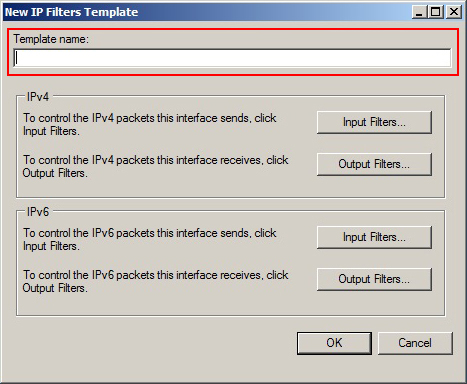 New IP Filters Template
Template name:
IPv4
To control the IPv4 packets this interface sends, click
Input Filters.
Input Filters...
To control the IPv4 packets this interface receives, click
Output Filters.
Output Filters...
IPv6
To control the IPv6 packets this interface sends, click
Input Filters.
Input Filters...
To control the IPv6 packets this interface receives, click
Output Filters.
Output Filters...
OK
Cancel